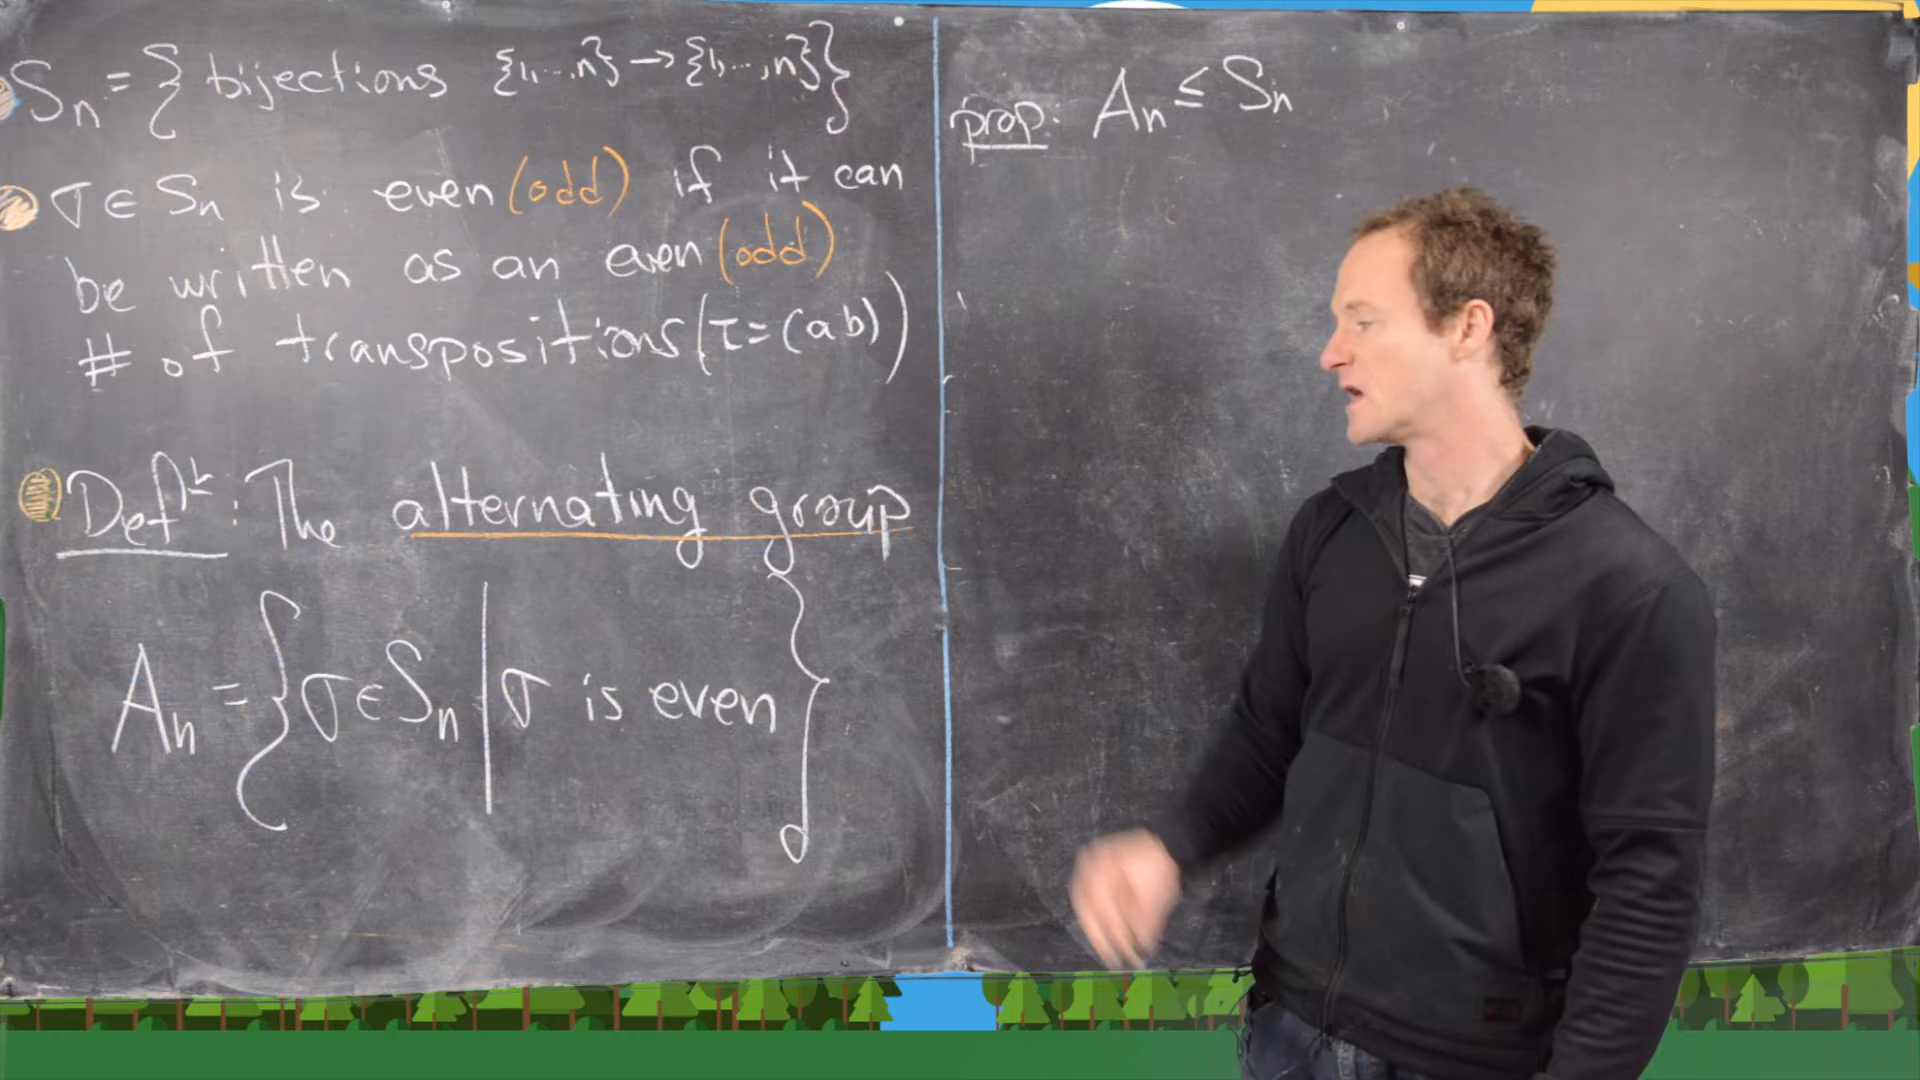 Sₙ = { bijections {1,...,n} → {1,...,n} }
σ ∈ Sₙ is even (odd) if it can
be written as an even (odd)
# of transpositions (τ = (a b))
Defⁿ: The alternating group
Aₙ = { σ ∈ Sₙ | σ is even }
prop: Aₙ ≤ Sₙ